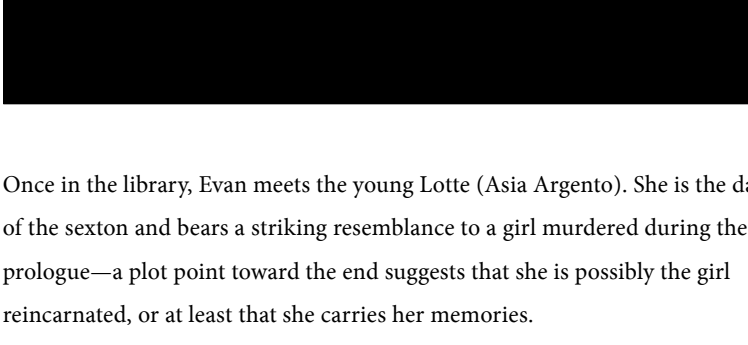 Once in the library, Evan meets the young Lotte (Asia Argento). She is the
of the sexton and bears a striking resemblance to a girl murdered during the
prologue—a plot point toward the end suggests that she is possibly the girl
reincarnated, or at least that she carries her memories.